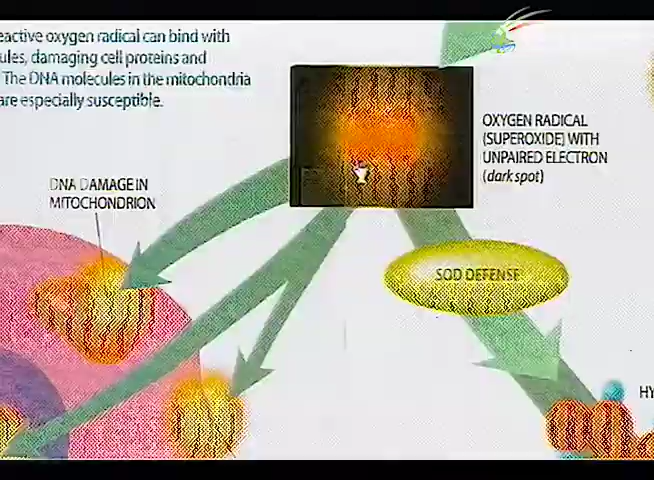 eactive oxygen radical can bind with
ules, damaging cell proteins and
The DNA molecules in the mitochondria
are especially susceptible.
OXYGEN RADICAL
(SUPEROXIDE) WITH
UNPAIRED ELECTRON
(dark spot)
DNA DAMAGE IN
MITOCHONDRION
SOD DEFENSE
HY